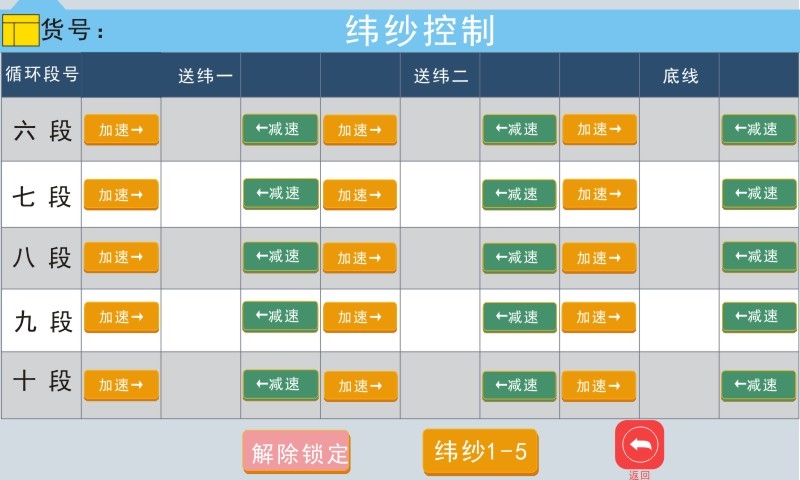 货号： 纬纱控制
循环段号 送纬一 送纬二 底线
六 段 加速→ ←减速 加速→ ←减速 加速→ ←减速
七 段 加速→ ←减速 加速→ ←减速 加速→ ←减速
八 段 加速→ ←减速 加速→ ←减速 加速→ ←减速
九 段 加速→ ←减速 加速→ ←减速 加速→ ←减速
十 段 加速→ ←减速 加速→ ←减速 加速→ ←减速
解除锁定 纬纱1-5
返回